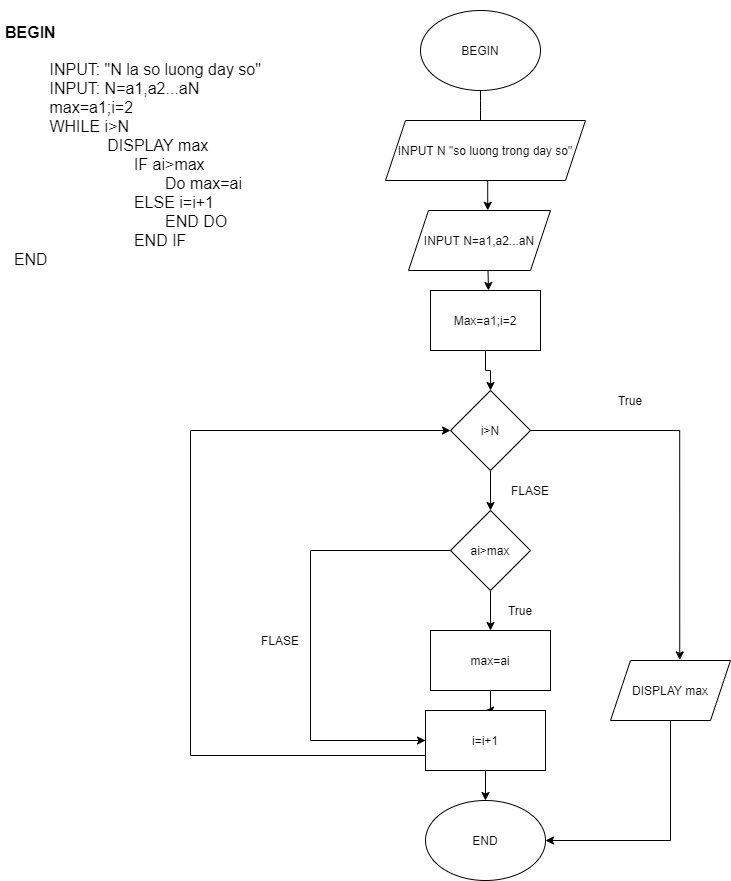 BEGIN
INPUT: "N la so luong day so"
INPUT: N=a1,a2...aN
max=a1;i=2
WHILE i>N
DISPLAY max
IF ai>max
Do max=ai
ELSE i=i+1
END DO
END IF
END
BEGIN
INPUT N "so luong trong day so"
INPUT N=a1,a2...aN
Max=a1;i=2
i>N
True
FLASE
ai>max
True
FLASE
max=ai
DISPLAY max
i=i+1
END